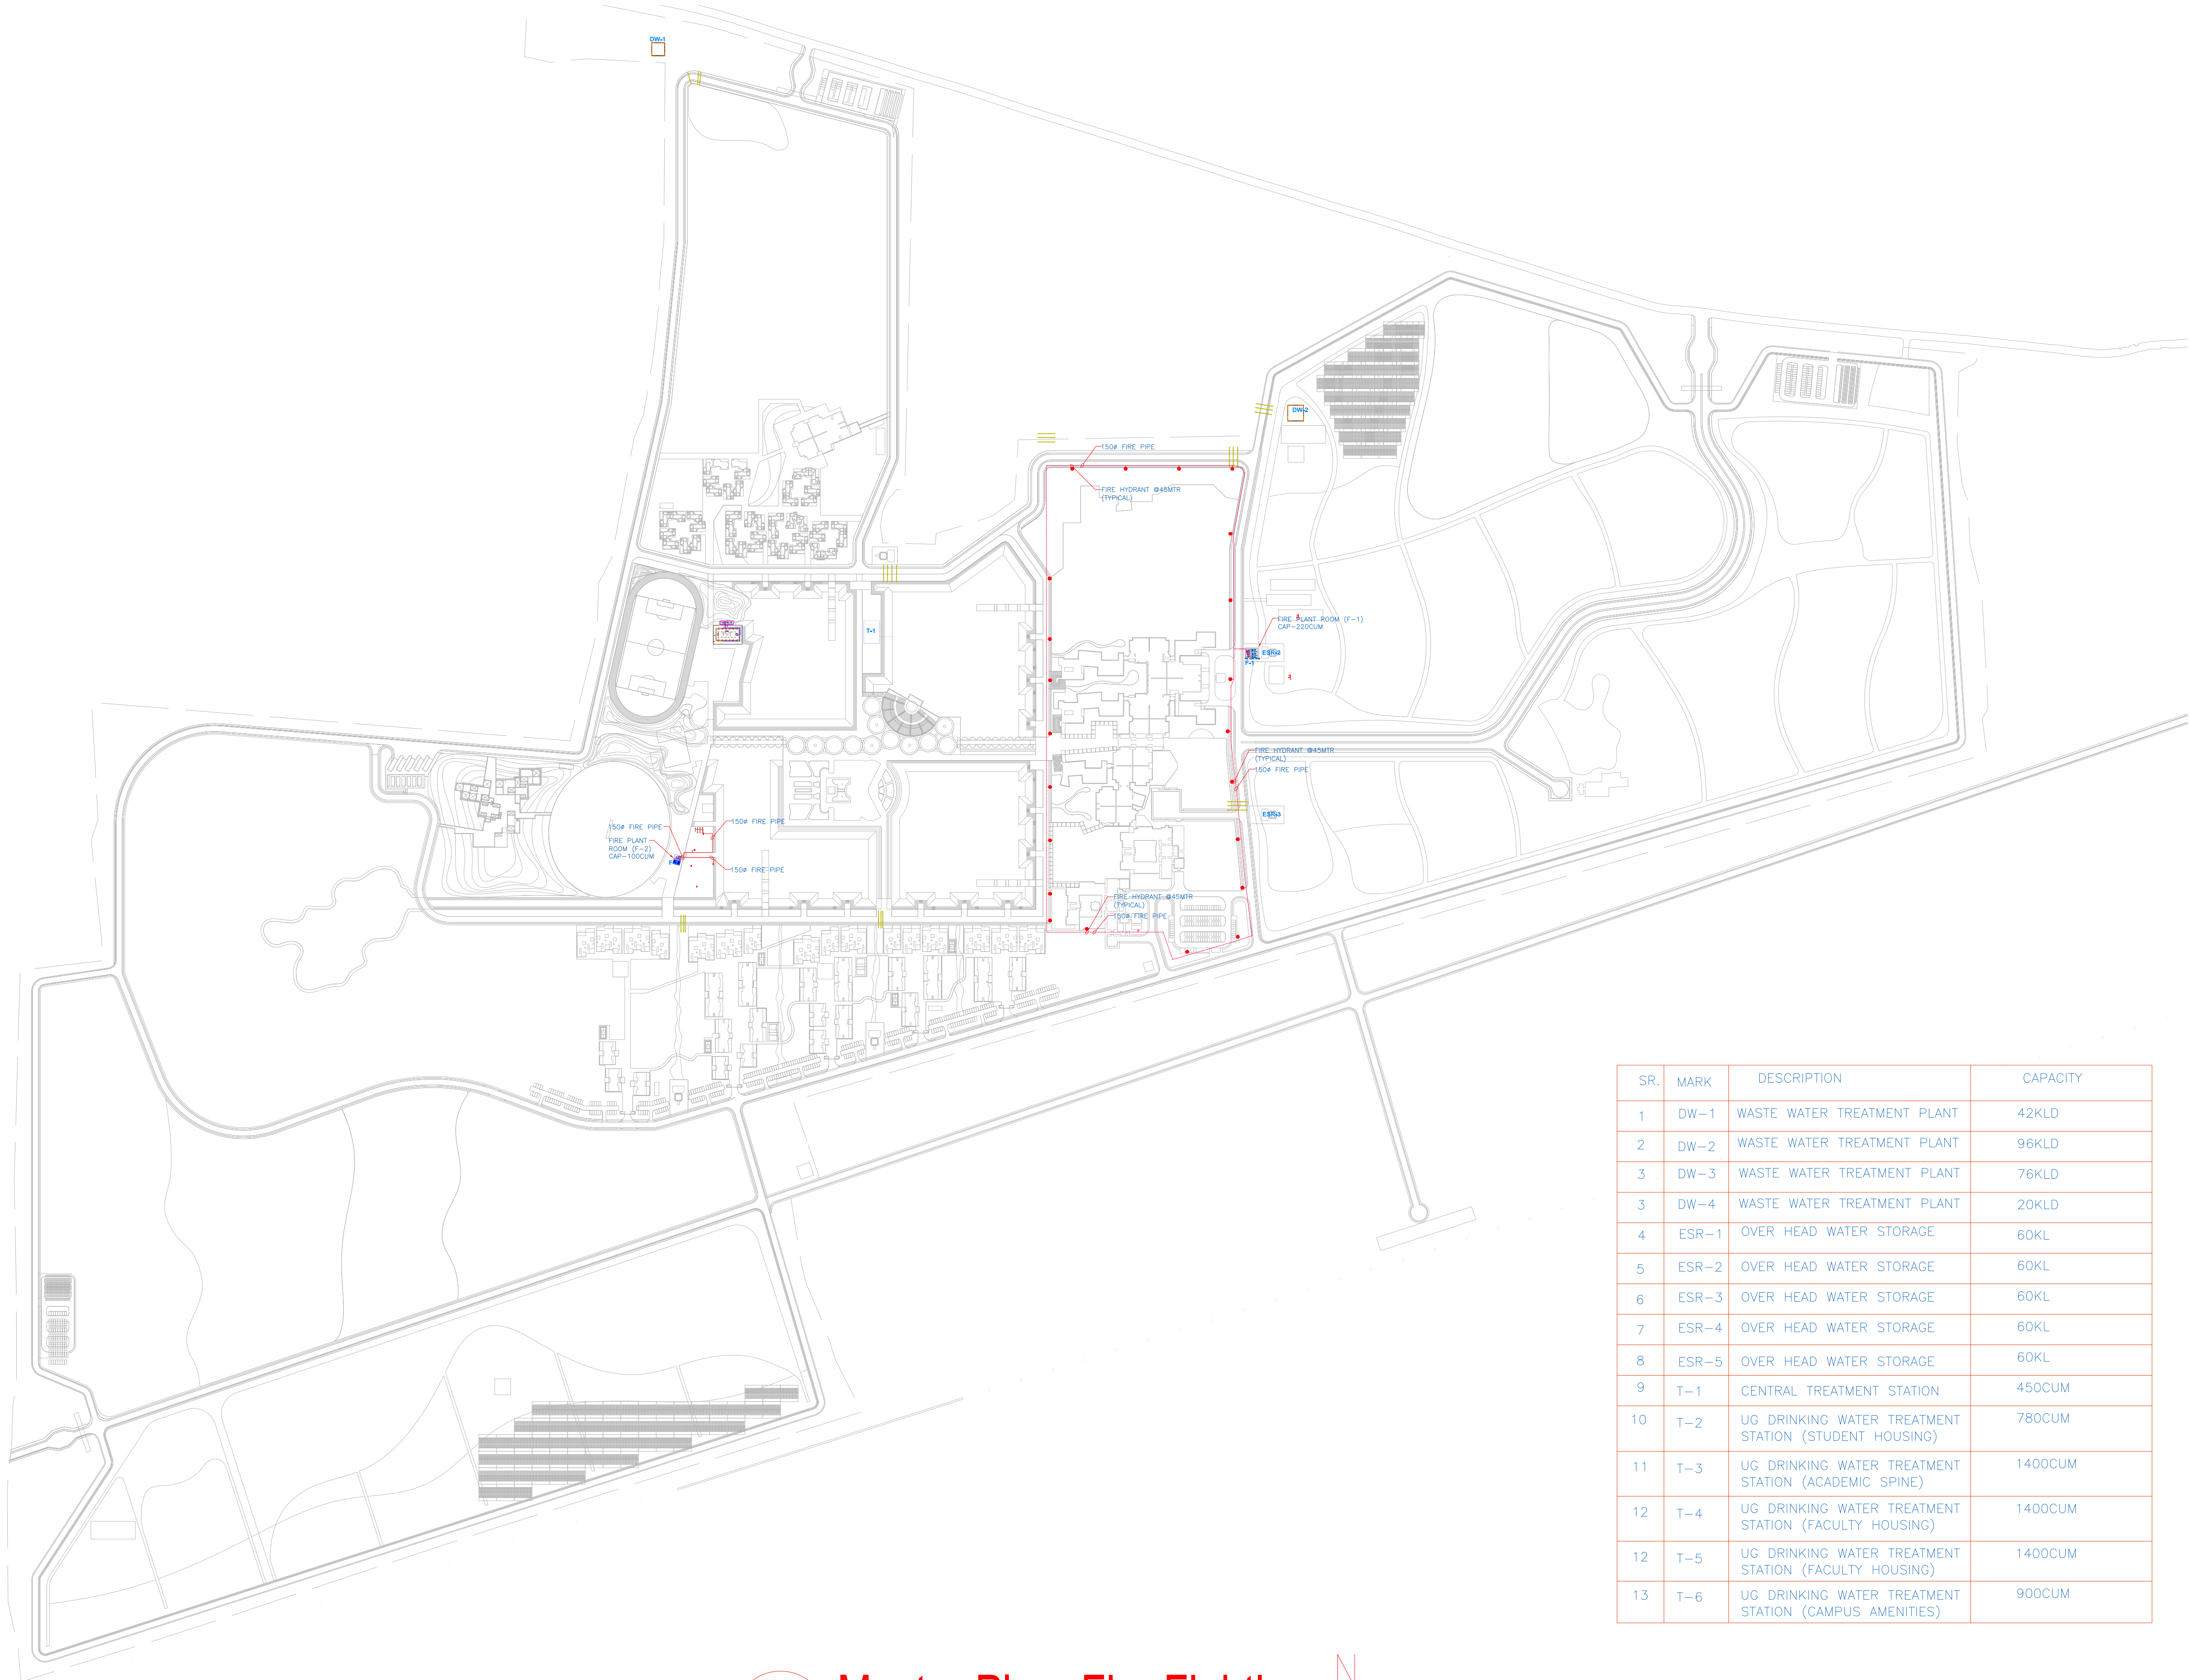 DW-1
DW-2
150ø FIRE PIPE
FIRE HYDRANT @45MTR
(TYPICAL)
T-1
FIRE PLANT ROOM (F-1)
CAP-220CUM
ESR-2
F-1
FIRE HYDRANT @45MTR
(TYPICAL)
150ø FIRE PIPE
ESR-3
150ø FIRE PIPE
150ø FIRE PIPE
FIRE PLANT
ROOM (F-2)
CAP-100CUM
150ø FIRE PIPE
FIRE HYDRANT @45MTR
(TYPICAL)
150ø FIRE PIPE
SR. MARK DESCRIPTION CAPACITY
1 DW-1 WASTE WATER TREATMENT PLANT 42KLD
2 DW-2 WASTE WATER TREATMENT PLANT 96KLD
3 DW-3 WASTE WATER TREATMENT PLANT 76KLD
3 DW-4 WASTE WATER TREATMENT PLANT 20KLD
4 ESR-1 OVER HEAD WATER STORAGE 60KL
5 ESR-2 OVER HEAD WATER STORAGE 60KL
6 ESR-3 OVER HEAD WATER STORAGE 60KL
7 ESR-4 OVER HEAD WATER STORAGE 60KL
8 ESR-5 OVER HEAD WATER STORAGE 60KL
9 T-1 CENTRAL TREATMENT STATION 450CUM
10 T-2 UG DRINKING WATER TREATMENT 780CUM
STATION (STUDENT HOUSING)
11 T-3 UG DRINKING WATER TREATMENT 1400CUM
STATION (ACADEMIC SPINE)
12 T-4 UG DRINKING WATER TREATMENT 1400CUM
STATION (FACULTY HOUSING)
12 T-5 UG DRINKING WATER TREATMENT 1400CUM
STATION (FACULTY HOUSING)
13 T-6 UG DRINKING WATER TREATMENT 900CUM
STATION (CAMPUS AMENITIES)